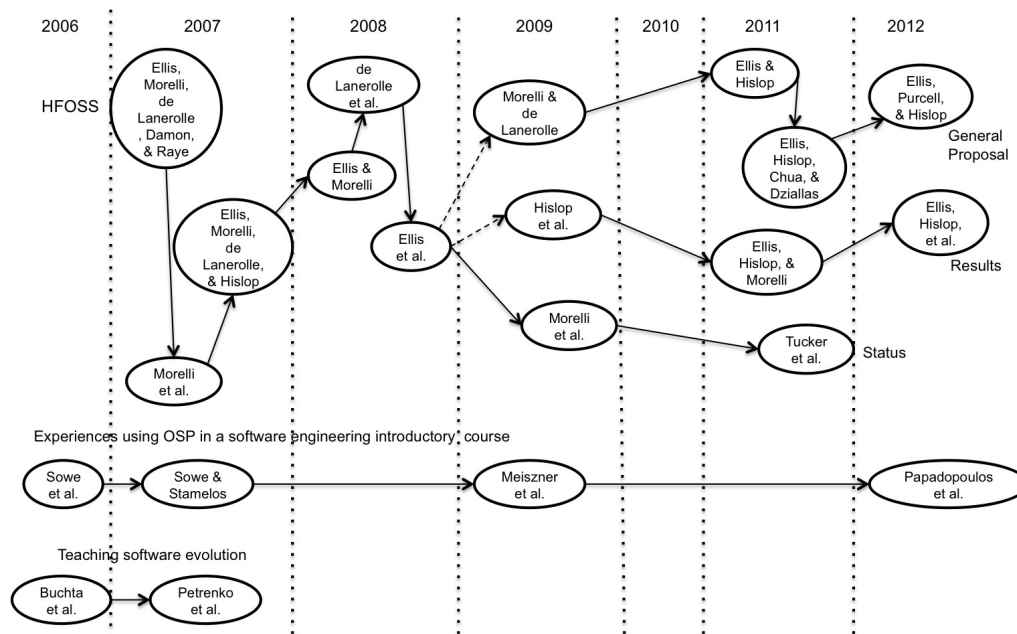 2006
2007
2008
2009
2010
2011
2012
HFOSS
Ellis,
Morelli,
de
Lanerolle
, Damon,
& Raye
Morelli
et al.
Ellis,
Morelli,
de
Lanerolle,
& Hislop
Ellis &
Morelli
de
Lanerolle
et al.
Ellis
et al.
Morelli &
de
Lanerolle
Ellis &
Hislop
Ellis,
Hislop,
Chua, &
Dziallas
Ellis,
Purcell,
& Hislop
General
Proposal
Hislop
et al.
Ellis,
Hislop, &
Morelli
Ellis,
Hislop,
et al.
Results
Morelli
et al.
Tucker
et al.
Status
Experiences using OSP in a software engineering introductory course
Sowe
et al.
Sowe &
Stamelos
Meiszner
et al.
Papadopoulos
et al.
Teaching software evolution
Buchta
et al.
Petrenko
et al.